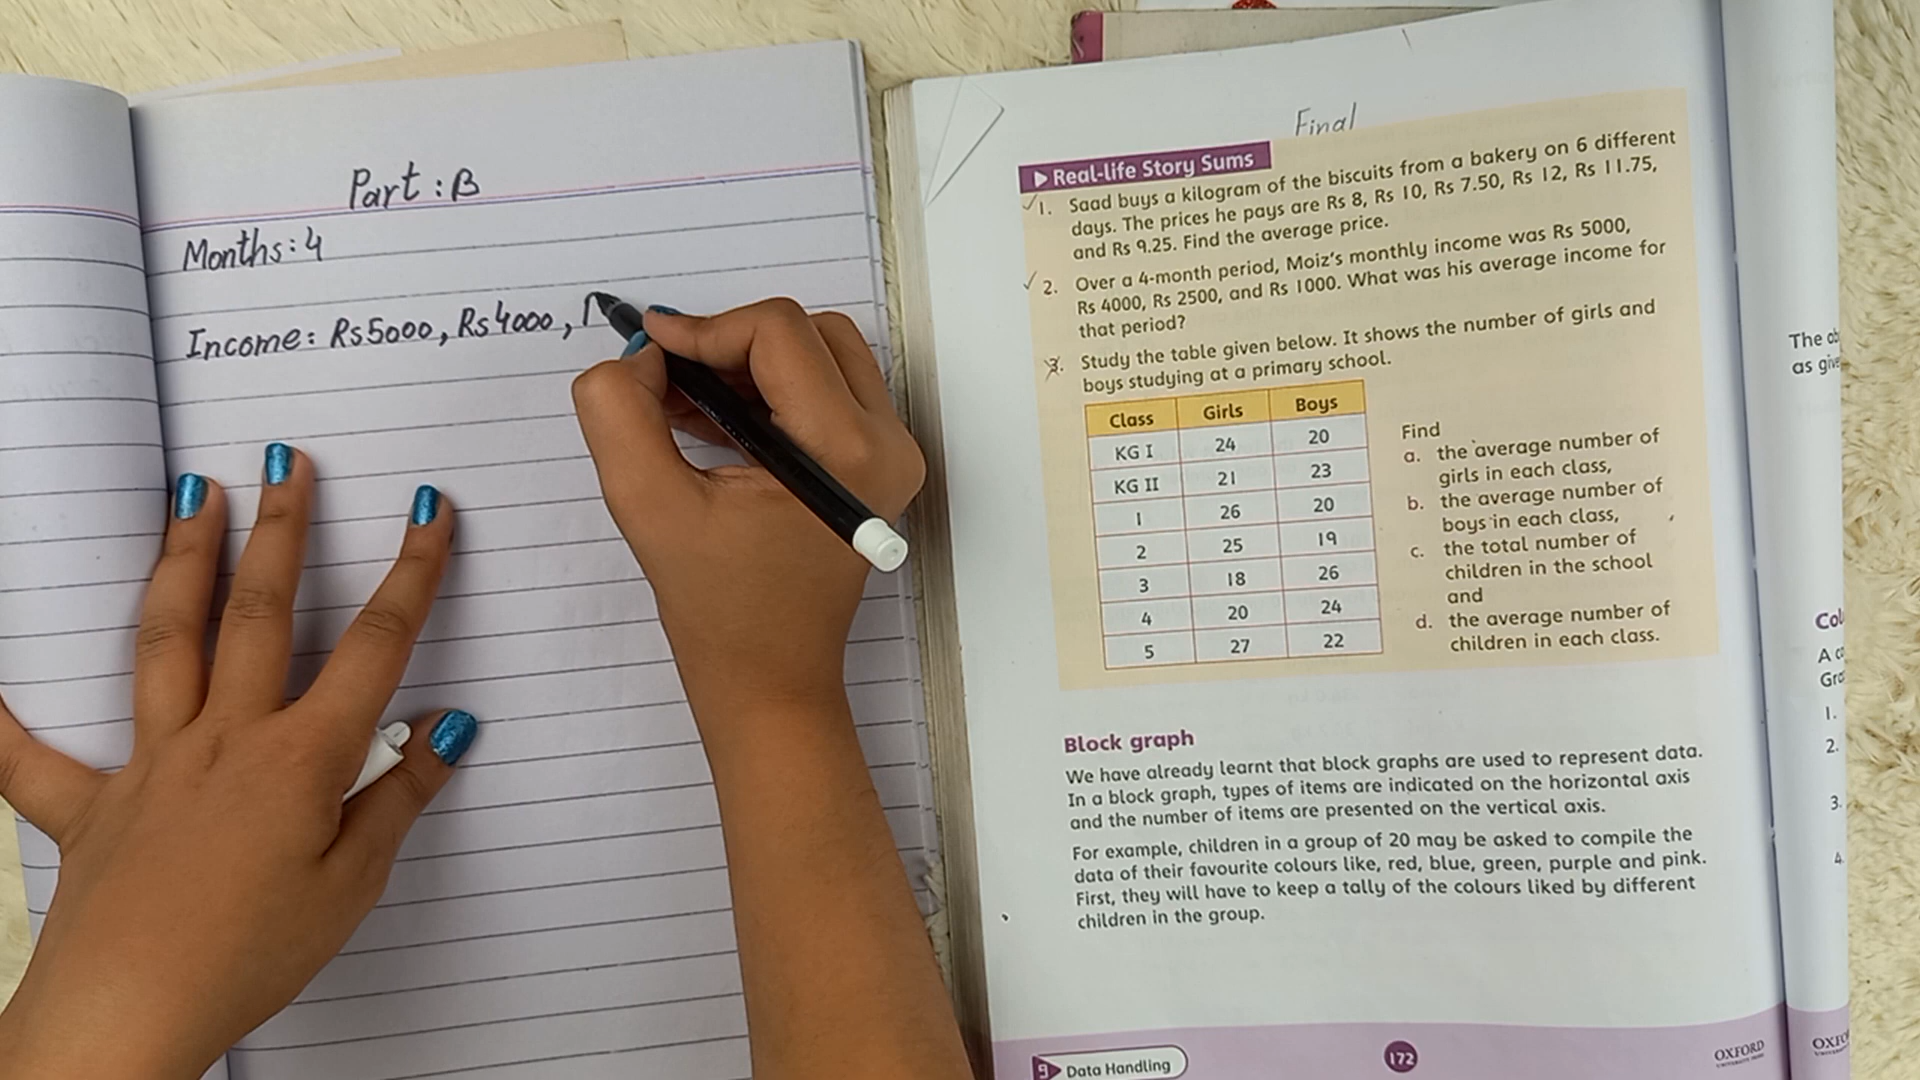 Part : B
Months : 4
Income : Rs 5000, Rs 4000,
Final
Real-life Story Sums
1. Saad buys a kilogram of the biscuits from a bakery on 6 different
days. The prices he pays are Rs 8, Rs 10, Rs 7.50, Rs 12, Rs 11.75,
and Rs 9.25. Find the average price.
2. Over a 4-month period, Moiz's monthly income was Rs 5000,
Rs 4000, Rs 2500, and Rs 1000. What was his average income for
that period?
3. Study the table given below. It shows the number of girls and
boys studying at a primary school.
Class Girls Boys
KG I 24 20
KG II 21 23
1 26 20
2 25 19
3 18 26
4 20 24
5 27 22
Find
a. the average number of
girls in each class,
b. the average number of
boys in each class,
c. the total number of
children in the school
and
d. the average number of
children in each class.
Block graph
We have already learnt that block graphs are used to represent data.
In a block graph, types of items are indicated on the horizontal axis
and the number of items are presented on the vertical axis.
For example, children in a group of 20 may be asked to compile the
data of their favourite colours like, red, blue, green, purple and pink.
First, they will have to keep a tally of the colours liked by different
children in the group.
9 Data Handling
172
OXFORD
The
as
A
1.
2.
3.
4.